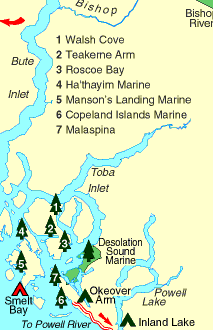 Bishop
Bishop
River
1 Walsh Cove
2 Teakerne Arm
3 Roscoe Bay
4 Ha'thayim Marine
5 Manson's Landing Marine
6 Copeland Islands Marine
7 Malaspina
Bute
Inlet
Toba
Inlet
1
2
3
4
5
7
6
Desolation
Sound
Marine
Smelt
Bay
Okeover
Arm
Powell
Lake
Inland Lake
To Powell River